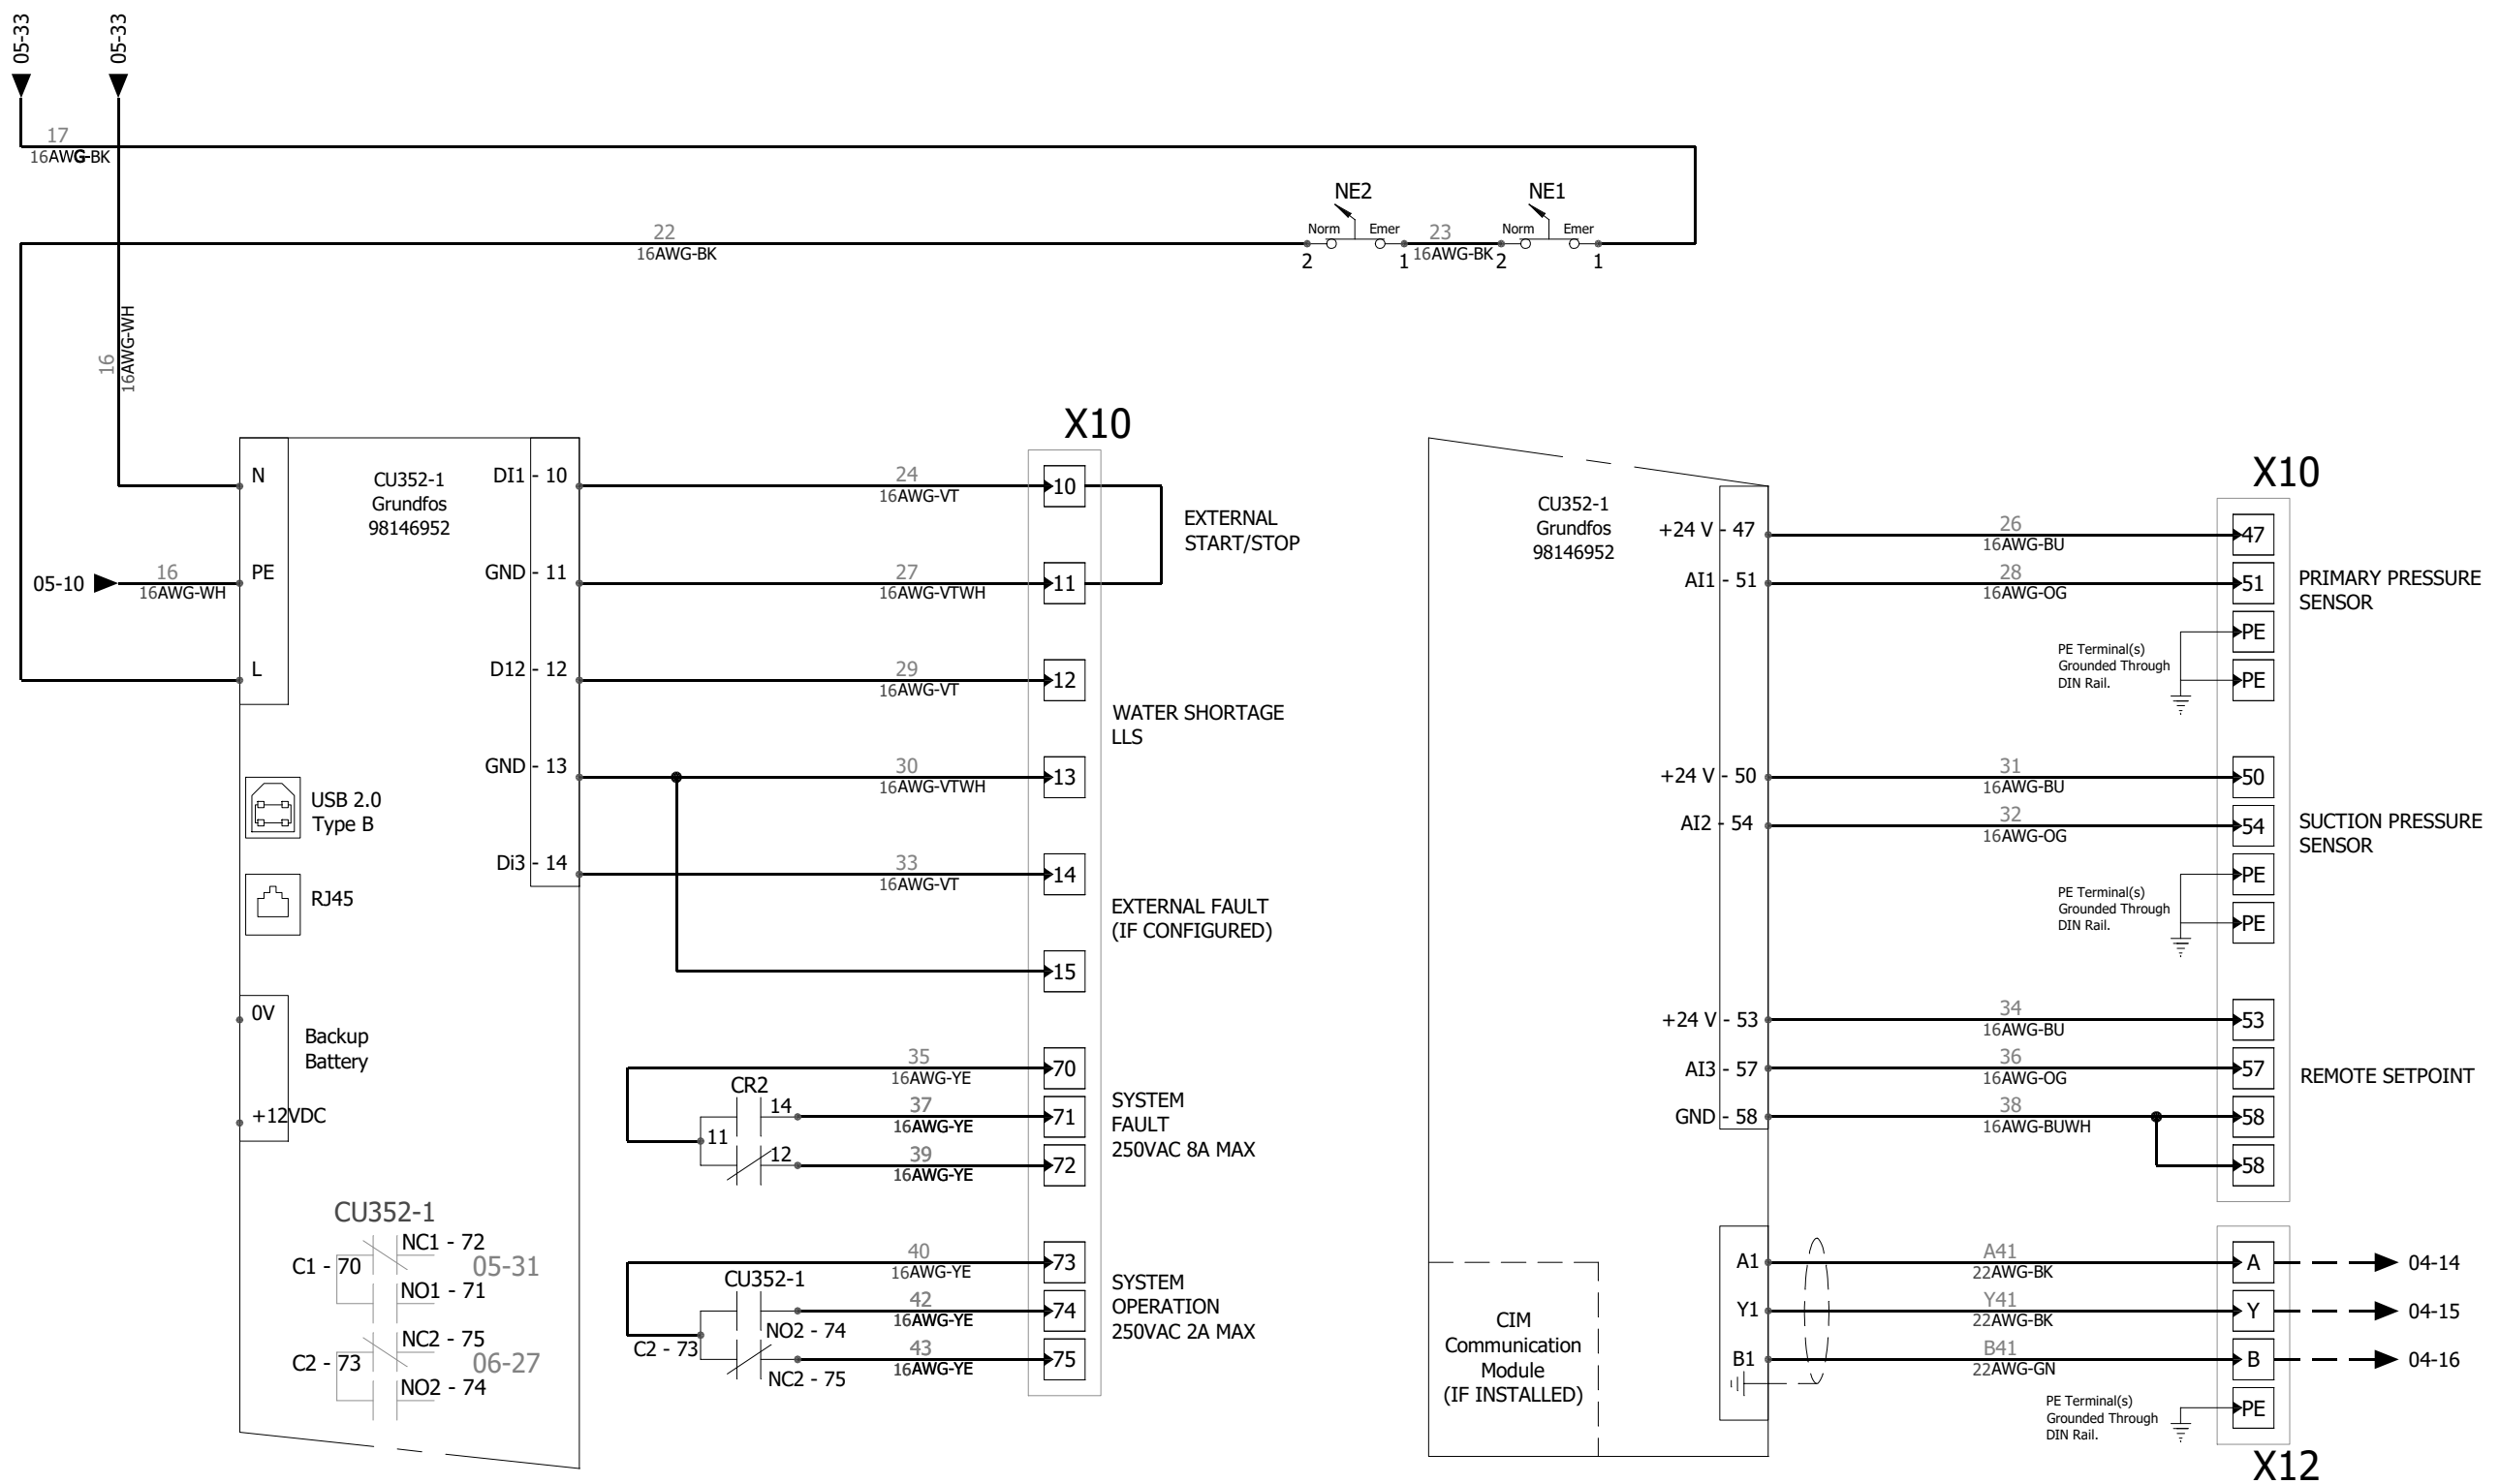 05-33
05-33
17
16AWG-BK
NE2
NE1
Norm
Emer
Norm
Emer
22
16AWG-BK
23
16AWG-BK
2
1
2
1
16
16AWG-WH
X10
N
CU352-1
Grundfos
98146952
DI1 - 10
24
16AWG-VT
10
EXTERNAL
START/STOP
05-10
16
16AWG-WH
PE
GND - 11
27
16AWG-VTWH
11
L
D12 - 12
29
16AWG-VT
12
WATER SHORTAGE
LLS
GND - 13
30
16AWG-VTWH
13
USB 2.0
Type B
Di3 - 14
33
16AWG-VT
14
RJ45
EXTERNAL FAULT
(IF CONFIGURED)
15
0V
Backup
Battery
+12VDC
35
16AWG-YE
70
CR2
14
37
16AWG-YE
71
11
12
39
16AWG-YE
72
SYSTEM
FAULT
250VAC 8A MAX
CU352-1
NC1 - 72
C1 - 70
05-31
NO1 - 71
NC2 - 75
C2 - 73
06-27
NO2 - 74
40
16AWG-YE
73
CU352-1
42
16AWG-YE
74
NO2 - 74
C2 - 73
43
16AWG-YE
75
NC2 - 75
SYSTEM
OPERATION
250VAC 2A MAX
X10
CU352-1
Grundfos
98146952
+24 V - 47
26
16AWG-BU
47
AI1 - 51
28
16AWG-OG
51
PRIMARY PRESSURE
SENSOR
PE
PE Terminal(s)
Grounded Through
DIN Rail.
PE
+24 V - 50
31
16AWG-BU
50
AI2 - 54
32
16AWG-OG
54
SUCTION PRESSURE
SENSOR
PE
PE Terminal(s)
Grounded Through
DIN Rail.
PE
+24 V - 53
34
16AWG-BU
53
AI3 - 57
36
16AWG-OG
57
REMOTE SETPOINT
GND - 58
38
16AWG-BUWH
58
58
A1
A41
22AWG-BK
A
04-14
Y1
Y41
22AWG-BK
Y
04-15
B1
B41
22AWG-GN
B
04-16
CIM
Communication
Module
(IF INSTALLED)
PE Terminal(s)
Grounded Through
DIN Rail.
PE
X12